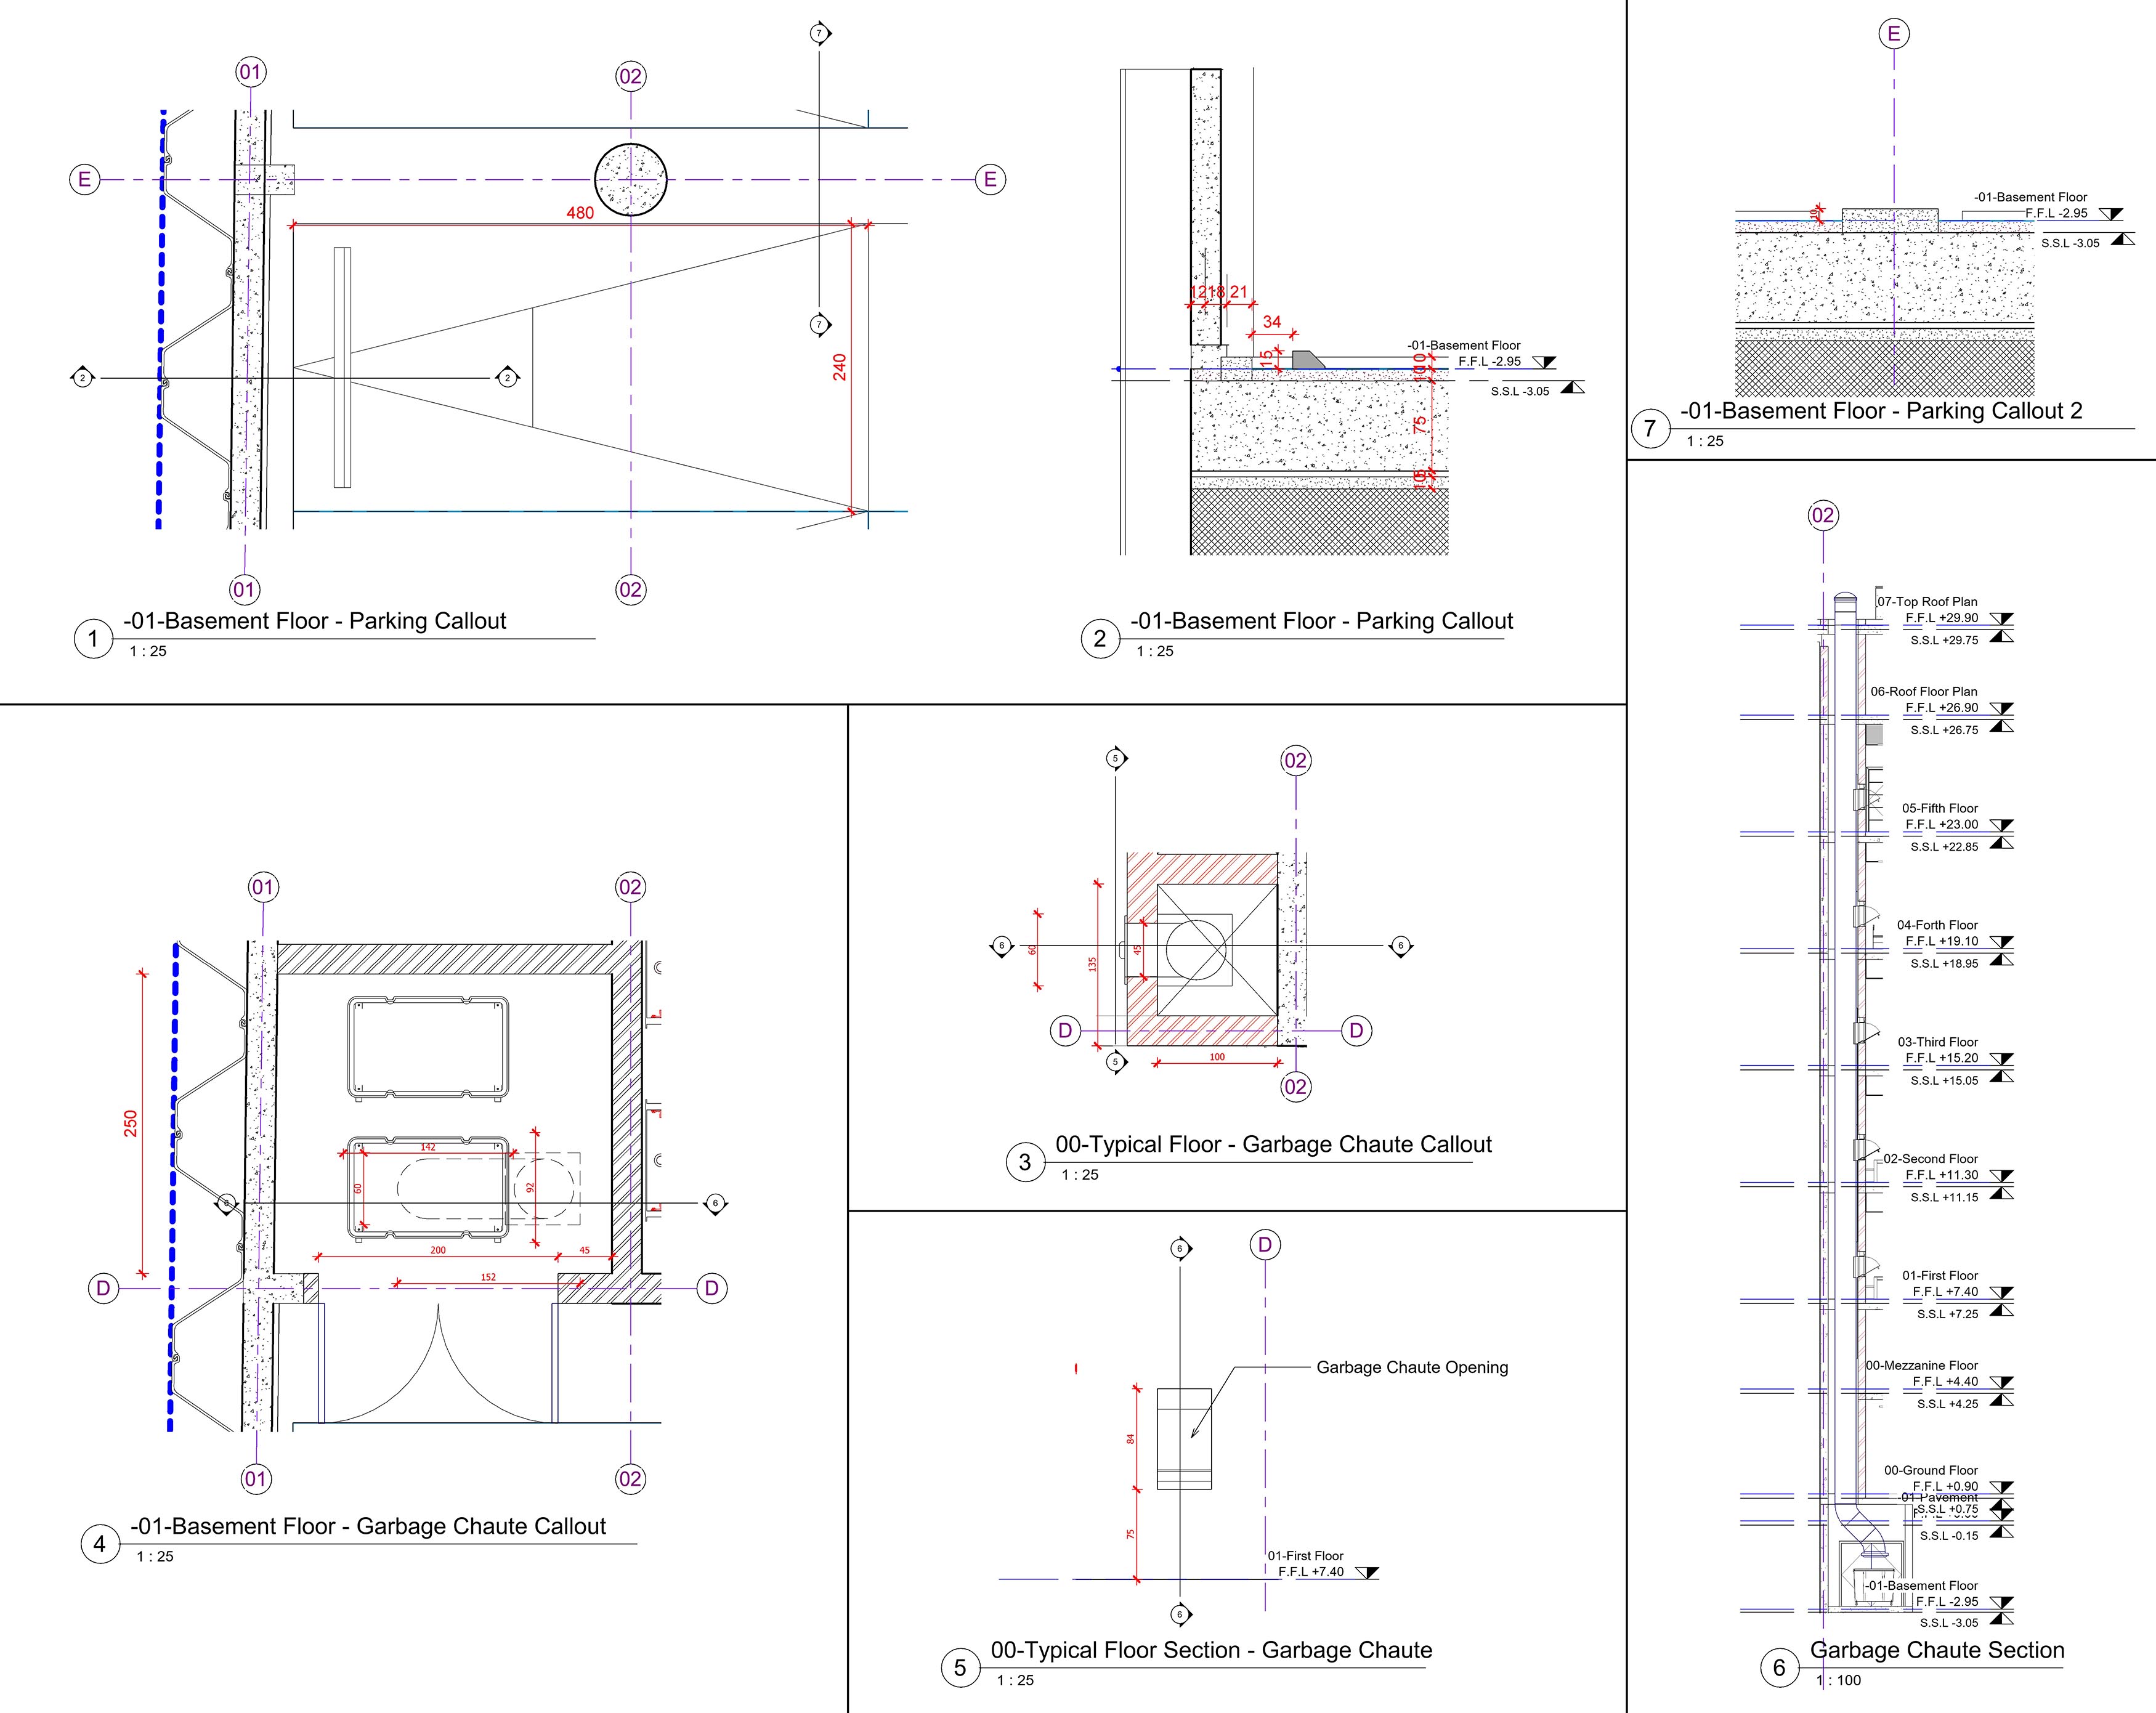 01
02
7
E
E
480
240
7
2
2
01
02
1
-01-Basement Floor - Parking Callout
1 : 25
21
34
15
-01-Basement Floor
F.F.L -2.95
S.S.L -3.05
10
75
2
-01-Basement Floor - Parking Callout
1 : 25
E
10
-01-Basement Floor
F.F.L -2.95
S.S.L -3.05
7
-01-Basement Floor - Parking Callout 2
1 : 25
01
02
250
142
60
92
6
200
45
152
D
D
01
02
4
-01-Basement Floor - Garbage Chaute Callout
1 : 25
5
02
6
6
60
135
45
D
D
5
100
02
3
00-Typical Floor - Garbage Chaute Callout
1 : 25
6
D
Garbage Chaute Opening
84
75
01-First Floor
F.F.L +7.40
6
5
00-Typical Floor Section - Garbage Chaute
1 : 25
02
07-Top Roof Plan
F.F.L +29.90
S.S.L +29.75
06-Roof Floor Plan
F.F.L +26.90
S.S.L +26.75
05-Fifth Floor
F.F.L +23.00
S.S.L +22.85
04-Forth Floor
F.F.L +19.10
S.S.L +18.95
03-Third Floor
F.F.L +15.20
S.S.L +15.05
02-Second Floor
F.F.L +11.30
S.S.L +11.15
01-First Floor
F.F.L +7.40
S.S.L +7.25
00-Mezzanine Floor
F.F.L +4.40
S.S.L +4.25
00-Ground Floor
F.F.L +0.90
-01 Pavement
S.S.L +0.75
S.S.L -0.15
-01-Basement Floor
F.F.L -2.95
S.S.L -3.05
6
Garbage Chaute Section
1 : 100